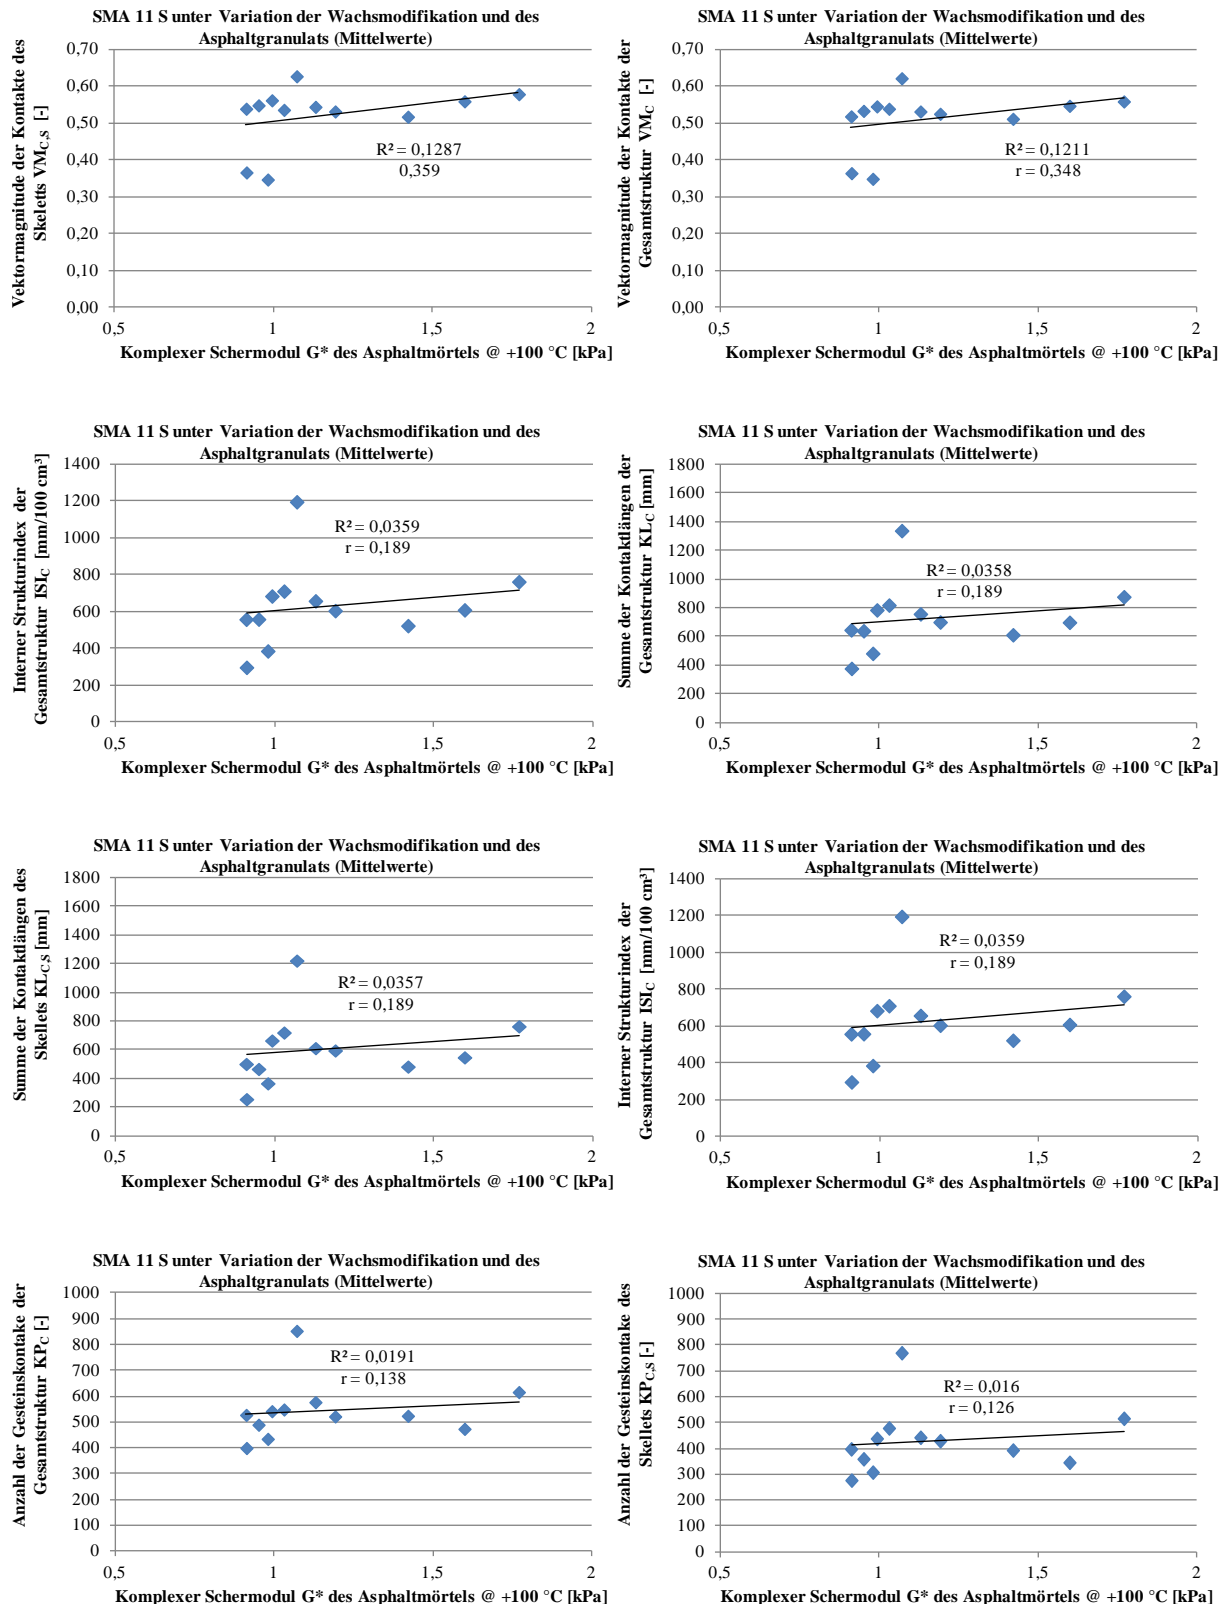 SMA 11 S unter Variation der Wachsmodifikation und des
Asphaltgranulats (Mittelwerte)
Vektormagnitude der Kontakte des
Skeletts VM_C,S [-]
0,70
0,60
0,50
0,40
0,30
0,20
0,10
0,00
R² = 0,1287
0,359
0,5
1
1,5
2
Komplexer Schermodul G* des Asphaltmörtels @ +100 °C [kPa]
SMA 11 S unter Variation der Wachsmodifikation und des
Asphaltgranulats (Mittelwerte)
Vektormagnitude der Kontakte der
Gesamtstruktur VM_C [-]
0,70
0,60
0,50
0,40
0,30
0,20
0,10
0,00
R² = 0,1211
r = 0,348
0,5
1
1,5
2
Komplexer Schermodul G* des Asphaltmörtels @ +100 °C [kPa]
SMA 11 S unter Variation der Wachsmodifikation und des
Asphaltgranulats (Mittelwerte)
Interner Strukturindex der
Gesamtstruktur ISI_C [mm/100 cm³]
1400
1200
1000
800
600
400
200
0
R² = 0,0359
r = 0,189
0,5
1
1,5
2
Komplexer Schermodul G* des Asphaltmörtels @ +100 °C [kPa]
SMA 11 S unter Variation der Wachsmodifikation und des
Asphaltgranulats (Mittelwerte)
Summe der Kontaktlängen der
Gesamtstruktur KL_C [mm]
1800
1600
1400
1200
1000
800
600
400
200
0
R² = 0,0358
r = 0,189
0,5
1
1,5
2
Komplexer Schermodul G* des Asphaltmörtels @ +100 °C [kPa]
SMA 11 S unter Variation der Wachsmodifikation und des
Asphaltgranulats (Mittelwerte)
Summe der Kontaktlängen des
Skellets KL_C,S [mm]
1800
1600
1400
1200
1000
800
600
400
200
0
R² = 0,0357
r = 0,189
0,5
1
1,5
2
Komplexer Schermodul G* des Asphaltmörtels @ +100 °C [kPa]
SMA 11 S unter Variation der Wachsmodifikation und des
Asphaltgranulats (Mittelwerte)
Interner Strukturindex der
Gesamtstruktur ISI_C [mm/100 cm³]
1400
1200
1000
800
600
400
200
0
R² = 0,0359
r = 0,189
0,5
1
1,5
2
Komplexer Schermodul G* des Asphaltmörtels @ +100 °C [kPa]
SMA 11 S unter Variation der Wachsmodifikation und des
Asphaltgranulats (Mittelwerte)
Anzahl der Gesteinskontake der
Gesamtstruktur KP_C [-]
1000
900
800
700
600
500
400
300
200
100
0
R² = 0,0191
r = 0,138
0,5
1
1,5
2
Komplexer Schermodul G* des Asphaltmörtels @ +100 °C [kPa]
SMA 11 S unter Variation der Wachsmodifikation und des
Asphaltgranulats (Mittelwerte)
Anzahl der Gesteinskontake des
Skellets KP_C,S [-]
1000
900
800
700
600
500
400
300
200
100
0
R² = 0,016
r = 0,126
0,5
1
1,5
2
Komplexer Schermodul G* des Asphaltmörtels @ +100 °C [kPa]